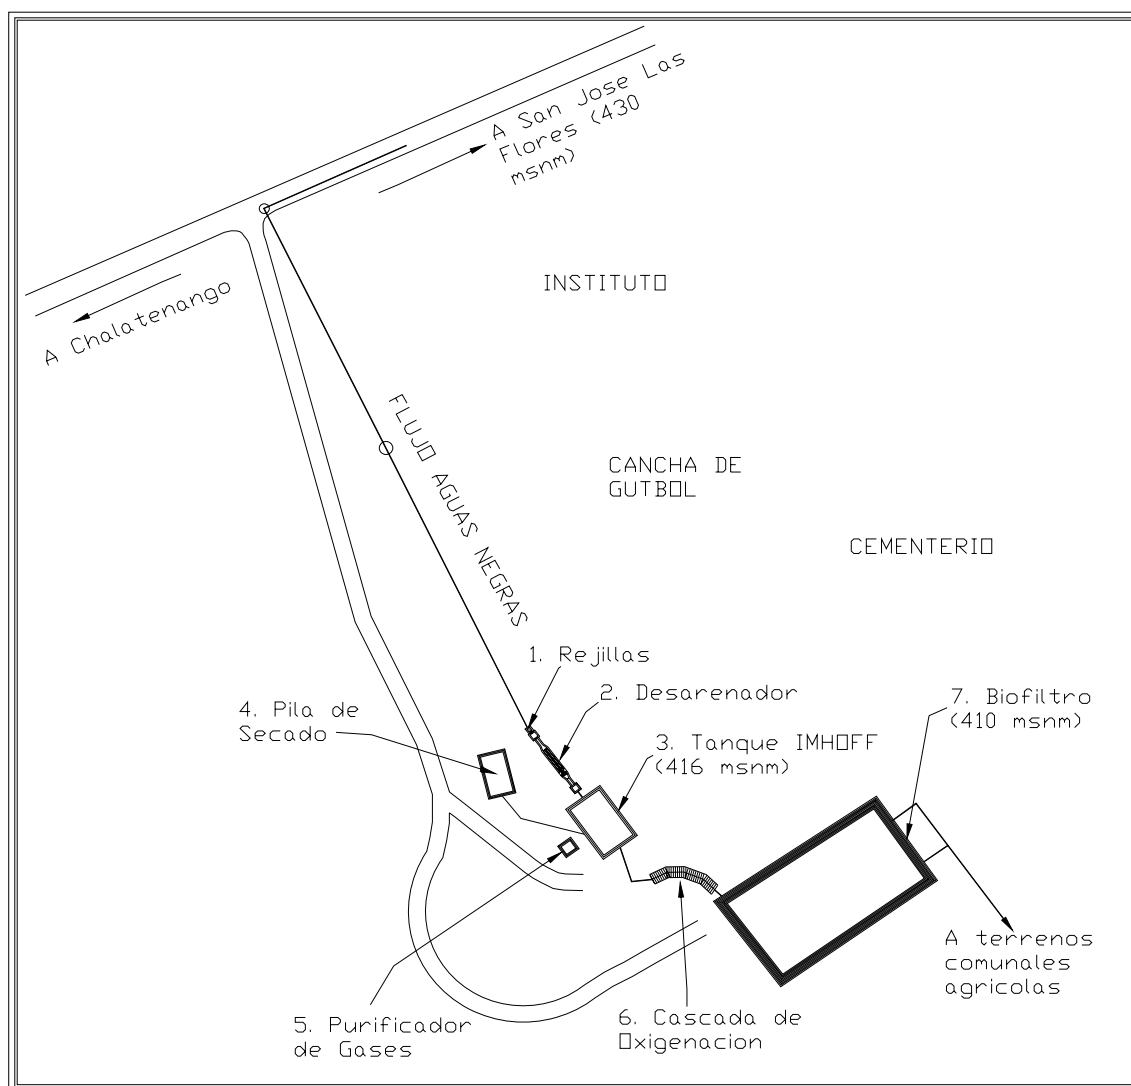 A San Jose Las
Flores (430
msnm)
INSTITUTO
A Chalatenango
FLUJO AGUAS NEGRAS
CANCHA DE
GUTBOL
CEMENTERIO
1. Rejillas
2. Desarenador
4. Pila de
Secado
3. Tanque IMHOFF
(416 msnm)
7. Biofiltro
(410 msnm)
A terrenos
comunales
agricolas
5. Purificador
de Gases
6. Cascada de
Oxigenacion